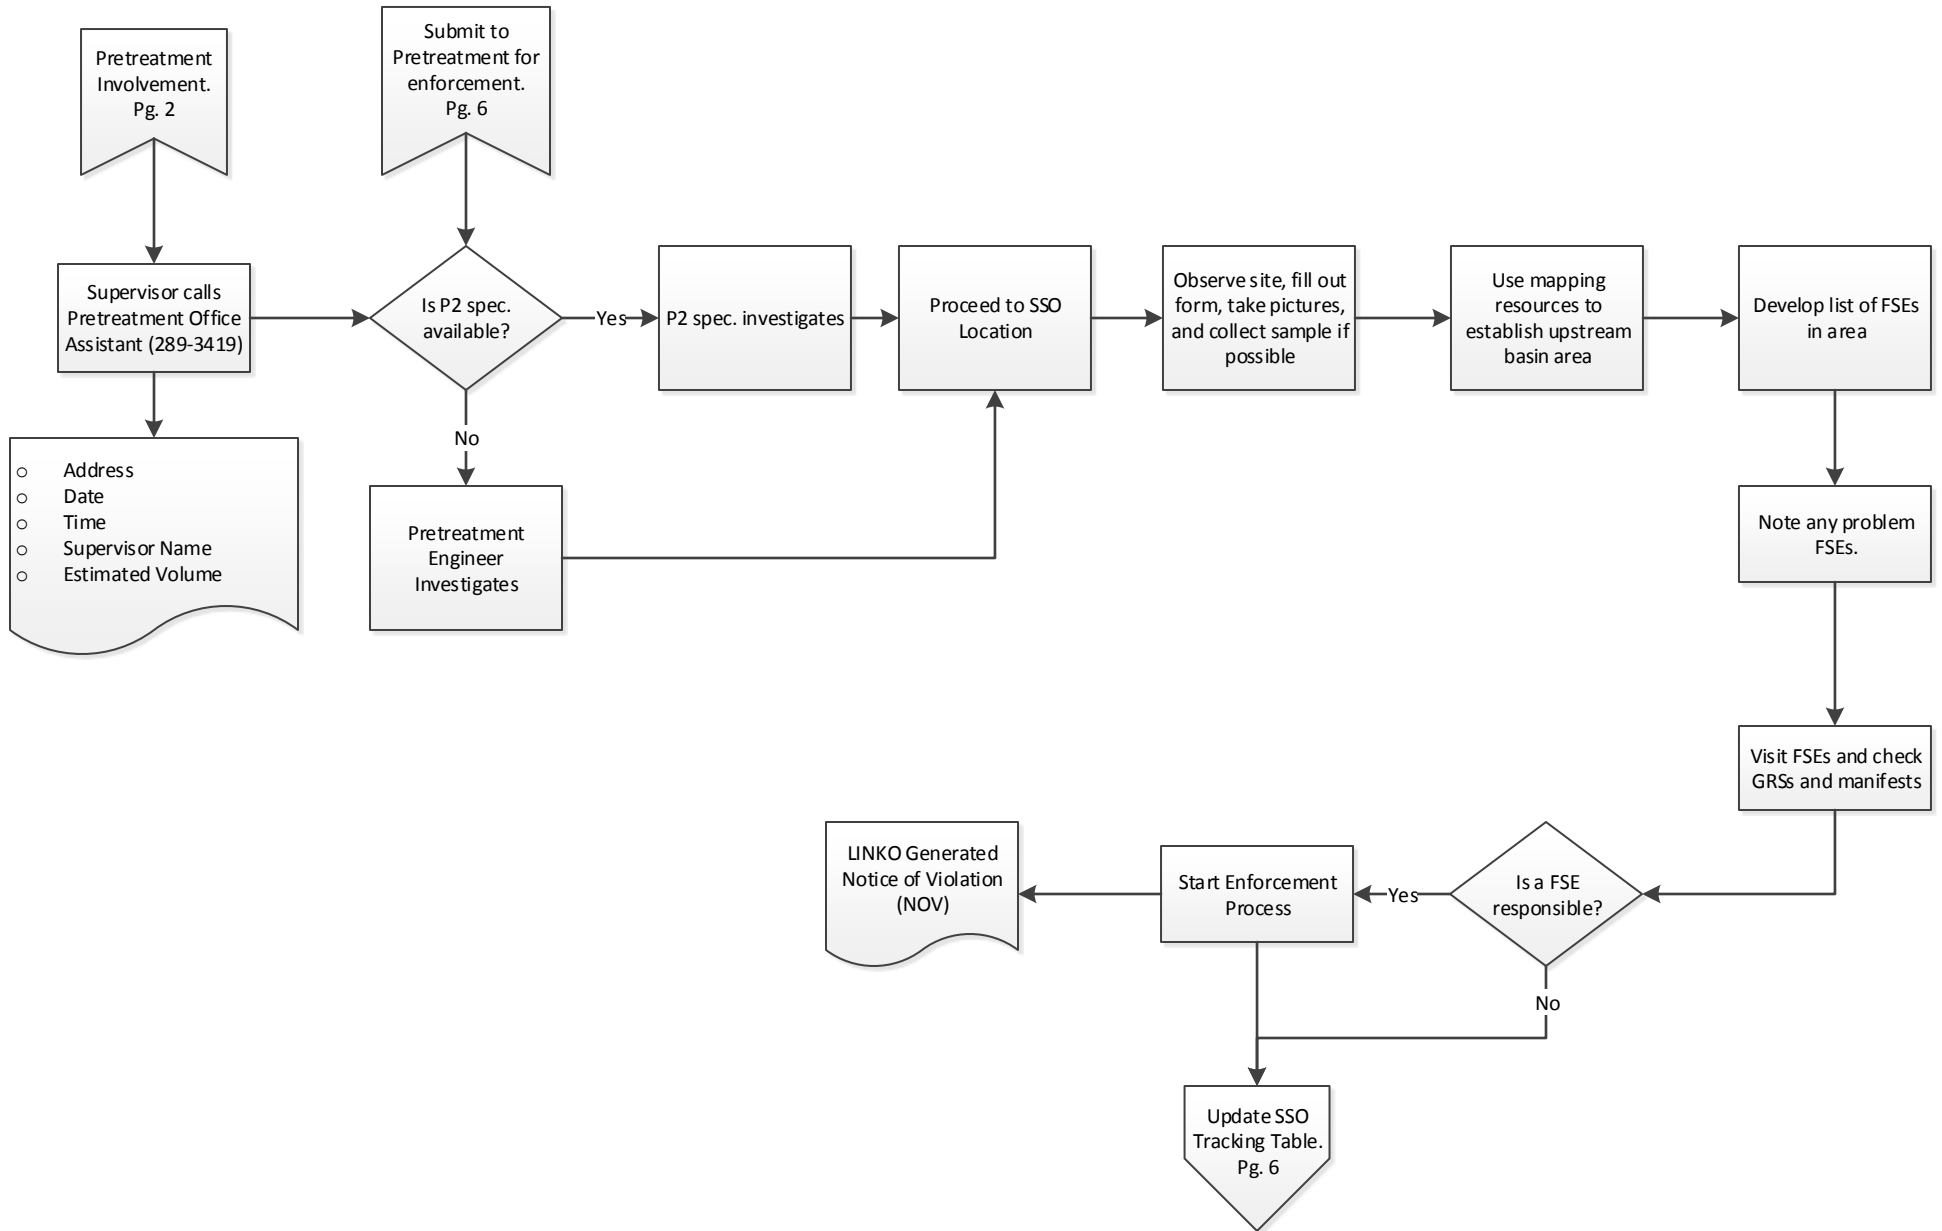 Pretreatment
Involvement.
Pg. 2
Submit to
Pretreatment for
enforcement.
Pg. 6
Supervisor calls
Pretreatment Office
Assistant (289-3419)
Is P2 spec.
available?
Yes
P2 spec. investigates
Proceed to SSO
Location
Observe site, fill out
form, take pictures,
and collect sample if
possible
Use mapping
resources to
establish upstream
basin area
Develop list of FSEs
in area
No
o Address
o Date
o Time
o Supervisor Name
o Estimated Volume
Pretreatment
Engineer
Investigates
Note any problem
FSEs.
Visit FSEs and check
GRSs and manifests
Is a FSE
responsible?
Yes
Start Enforcement
Process
LINKO Generated
Notice of Violation
(NOV)
No
Update SSO
Tracking Table.
Pg. 6